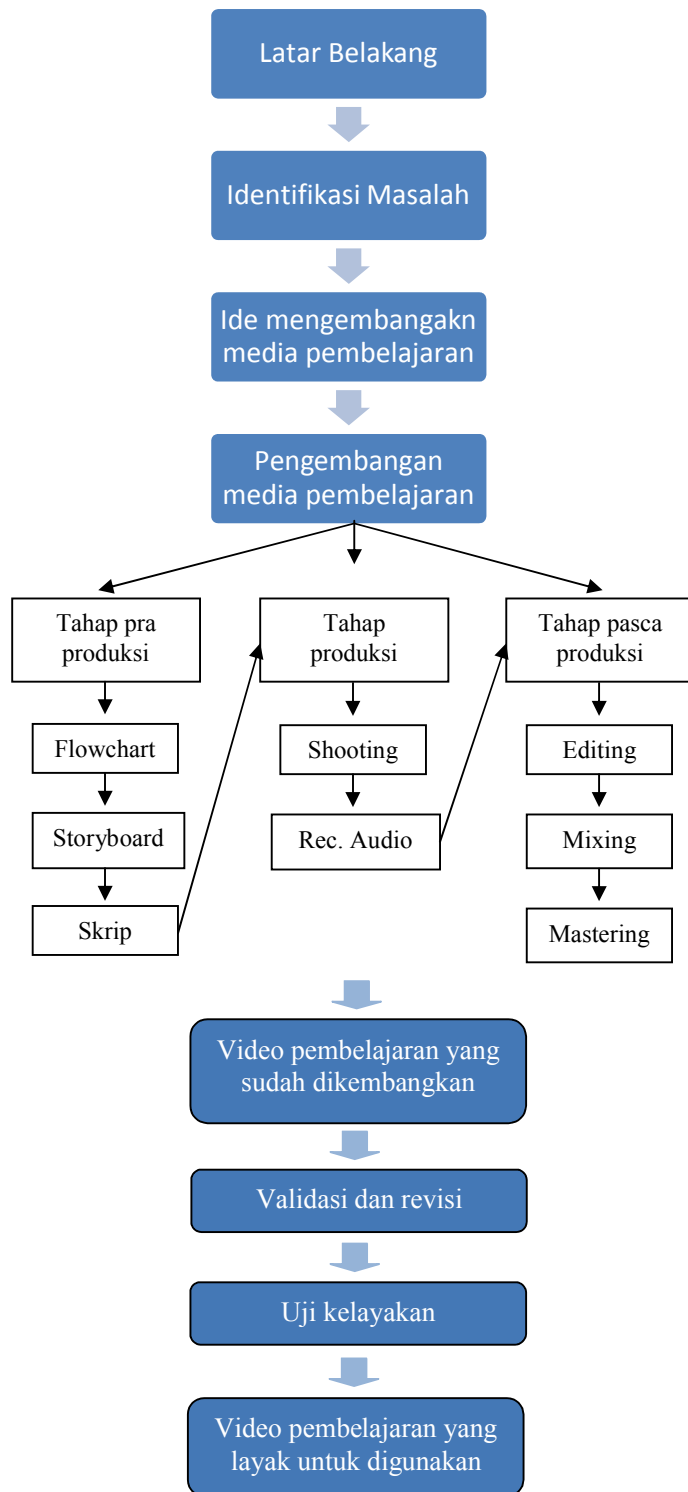 Latar Belakang
Identifikasi Masalah
Ide mengembangakn
media pembelajaran
Pengembangan
media pembelajaran
Tahap pra
produksi
Flowchart
Storyboard
Skrip
Tahap
produksi
Shooting
Rec. Audio
Tahap pasca
produksi
Editing
Mixing
Mastering
Video pembelajaran yang
sudah dikembangkan
Validasi dan revisi
Uji kelayakan
Video pembelajaran yang
layak untuk digunakan